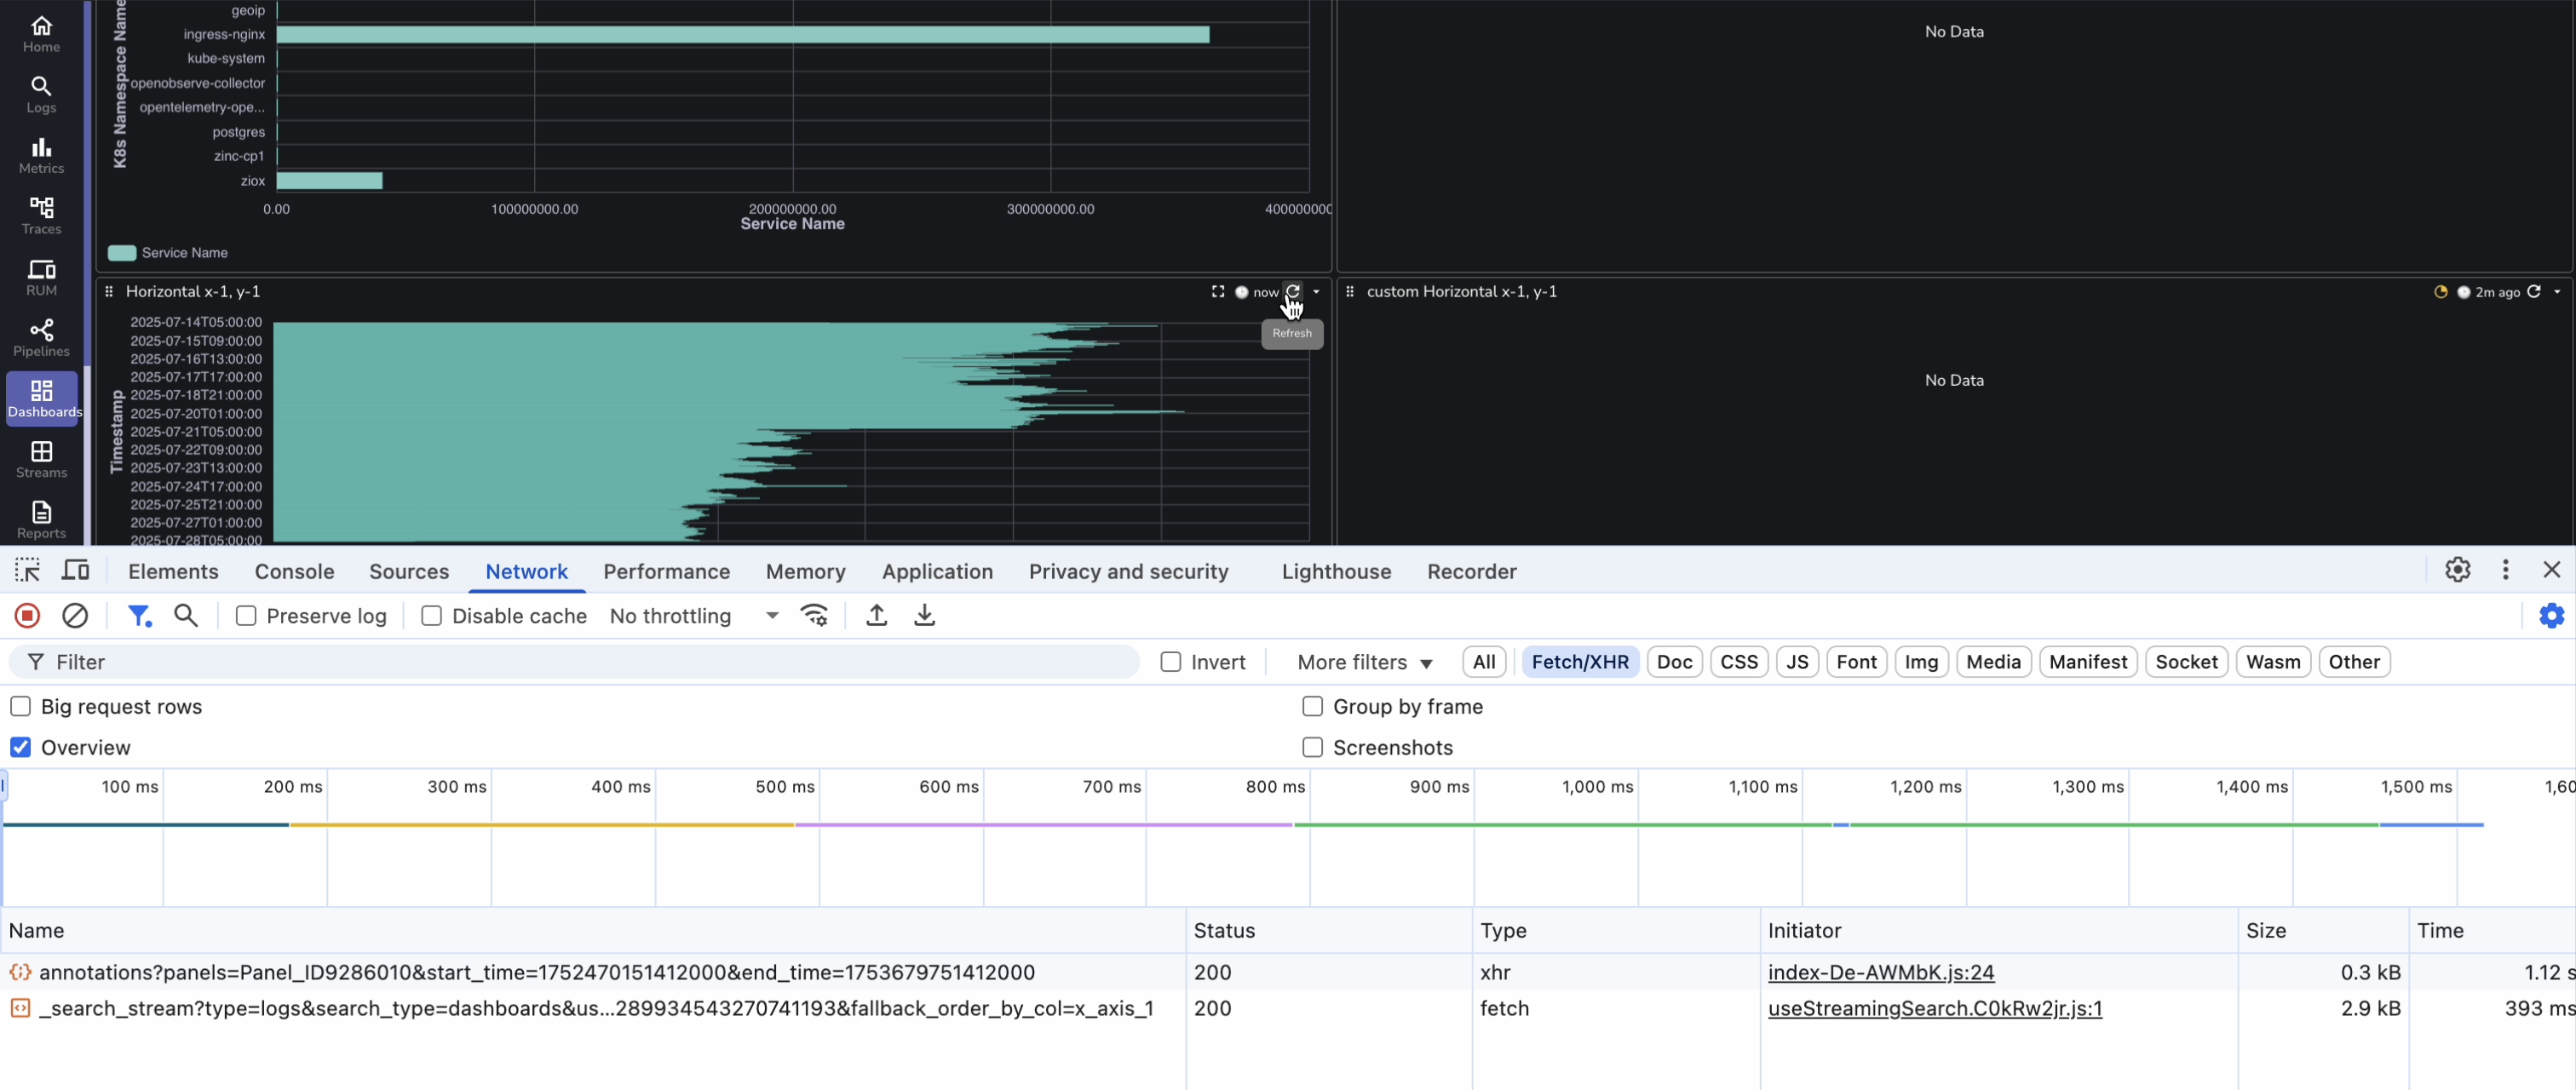 Home
Logs
Metrics
Traces
RUM
Pipelines
Dashboards
Streams
Reports
K8s Namespace Name
geoip
ingress-nginx
kube-system
openobserve-collector
opentelemetry-ope...
postgres
zinc-cp1
ziox
0.00 100000000.00 200000000.00 300000000.00 400000000
Service Name
Service Name
No Data
Horizontal x-1, y-1
now
Refresh
Timestamp
2025-07-14T05:00:00
2025-07-15T09:00:00
2025-07-16T13:00:00
2025-07-17T17:00:00
2025-07-18T21:00:00
2025-07-20T01:00:00
2025-07-21T05:00:00
2025-07-22T09:00:00
2025-07-23T13:00:00
2025-07-24T17:00:00
2025-07-25T21:00:00
2025-07-27T01:00:00
2025-07-28T05:00:00
custom Horizontal x-1, y-1
2m ago
No Data
Elements Console Sources Network Performance Memory Application Privacy and security Lighthouse Recorder
Preserve log Disable cache No throttling
Filter Invert More filters All Fetch/XHR Doc CSS JS Font Img Media Manifest Socket Wasm Other
Big request rows Group by frame
Overview Screenshots
100 ms 200 ms 300 ms 400 ms 500 ms 600 ms 700 ms 800 ms 900 ms 1,000 ms 1,100 ms 1,200 ms 1,300 ms 1,400 ms 1,500 ms 1,60
Name Status Type Initiator Size Time
annotations?panels=Panel_ID9286010&start_time=1752470151412000&end_time=1753679751412000 200 xhr index-De-AWMbK.js:24 0.3 kB 1.12 s
_search_stream?type=logs&search_type=dashboards&us...289934543270741193&fallback_order_by_col=x_axis_1 200 fetch useStreamingSearch.C0kRw2jr.js:1 2.9 kB 393 ms